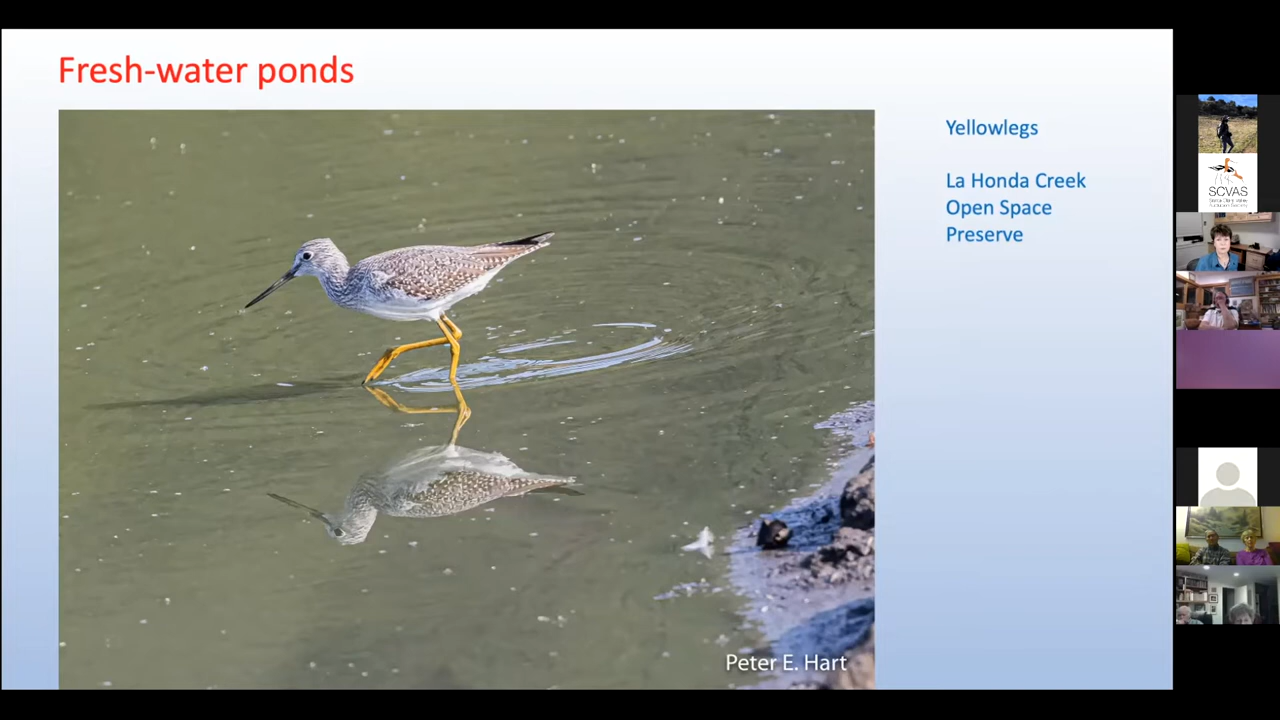 Fresh-water ponds
Yellowlegs
La Honda Creek
Open Space
Preserve
Peter E. Hart
SCVAS